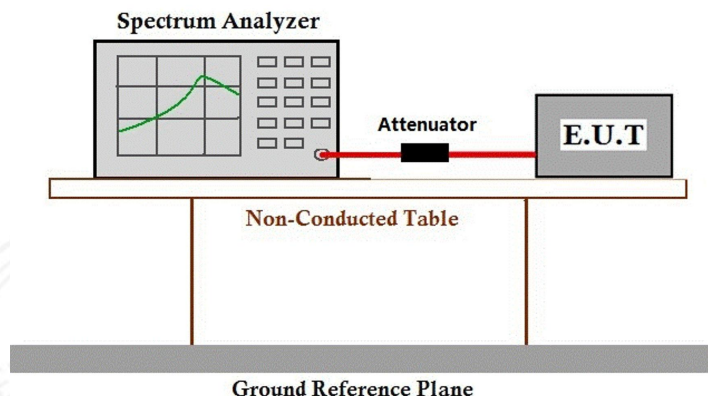 Spectrum Analyzer
Attenuator
E.U.T
Non-Conducted Table
Ground Reference Plane